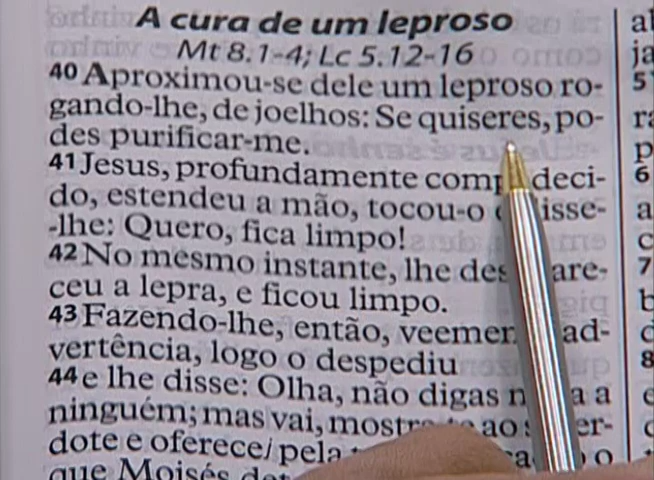 A cura de um leproso
Mt 8.1-4; Lc 5.12-16
40 Aproximou-se dele um leproso ro-
gando-lhe, de joelhos: Se quiseres, po-
des purificar-me.
41 Jesus, profundamente comp deci-
do, estendeu a mão, tocou-o isse-
-lhe: Quero, fica limpo!
42 No mesmo instante, lhe des are-
ceu a lepra, e ficou limpo.
43 Fazendo-lhe, então, veemen ad-
vertência, logo o despediu
44 e lhe disse: Olha, não digas n a a
ninguém; mas vai, mostra ao s er-
dote e oferece pela o
que Moisés